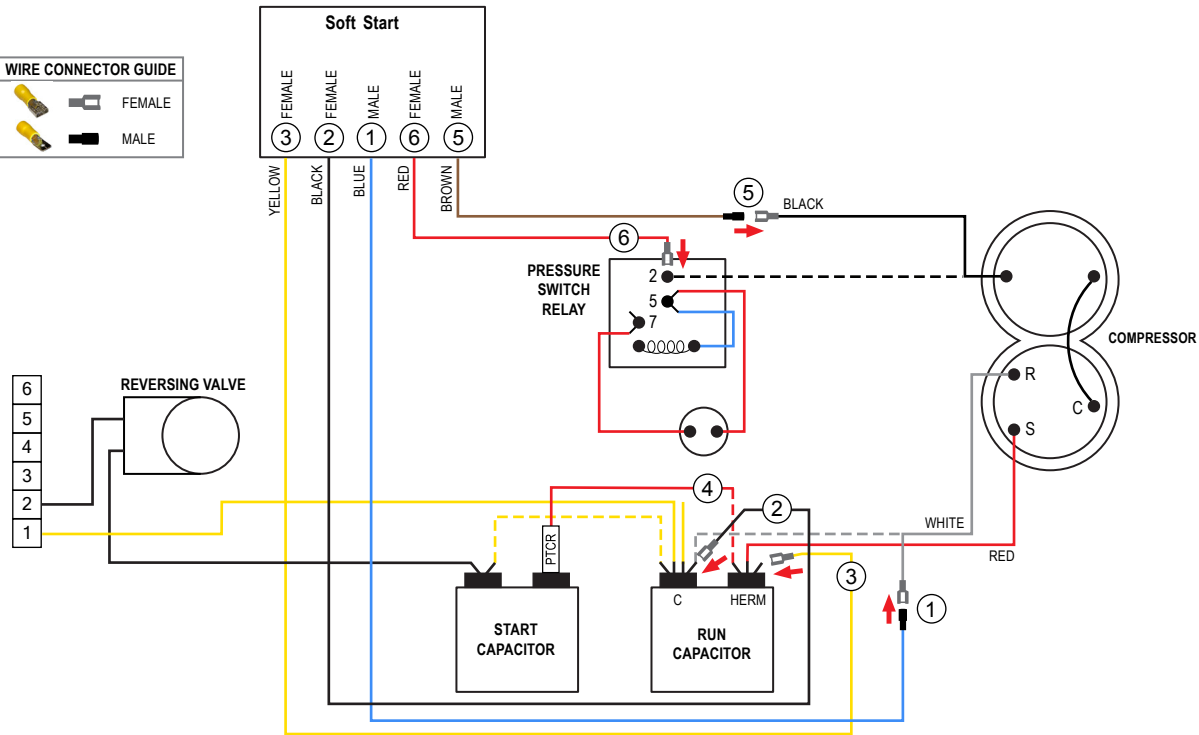 Soft Start
WIRE CONNECTOR GUIDE
FEMALE
MALE
FEMALE
FEMALE
MALE
FEMALE
MALE
3
2
1
6
5
YELLOW
BLACK
BLUE
RED
BROWN
5
BLACK
6
PRESSURE
SWITCH
RELAY
2
5
7
COMPRESSOR
R
C
S
REVERSING VALVE
6
5
4
3
2
1
4
2
WHITE
RED
PTCR
3
1
C
HERM
START
CAPACITOR
RUN
CAPACITOR